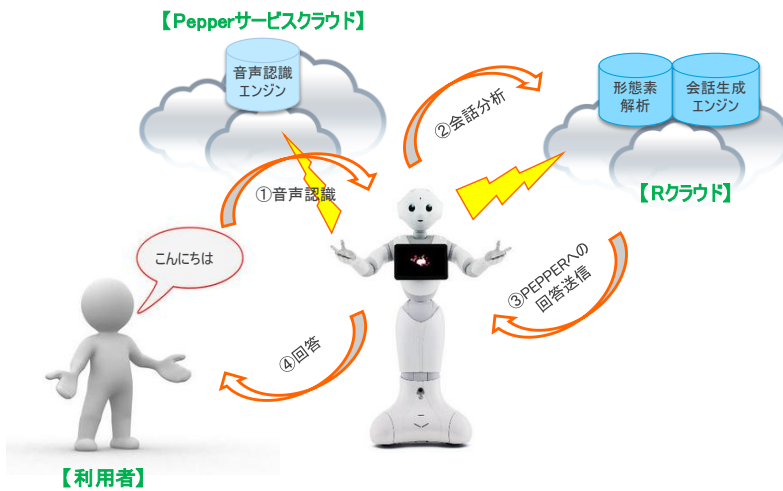 【Pepperサービスクラウド】
音声認識
エンジン
②会話分析
形態素
解析
会話生成
エンジン
【Rクラウド】
①音声認識
こんにちは
③PEPPERへの
回答送信
④回答
【利用者】